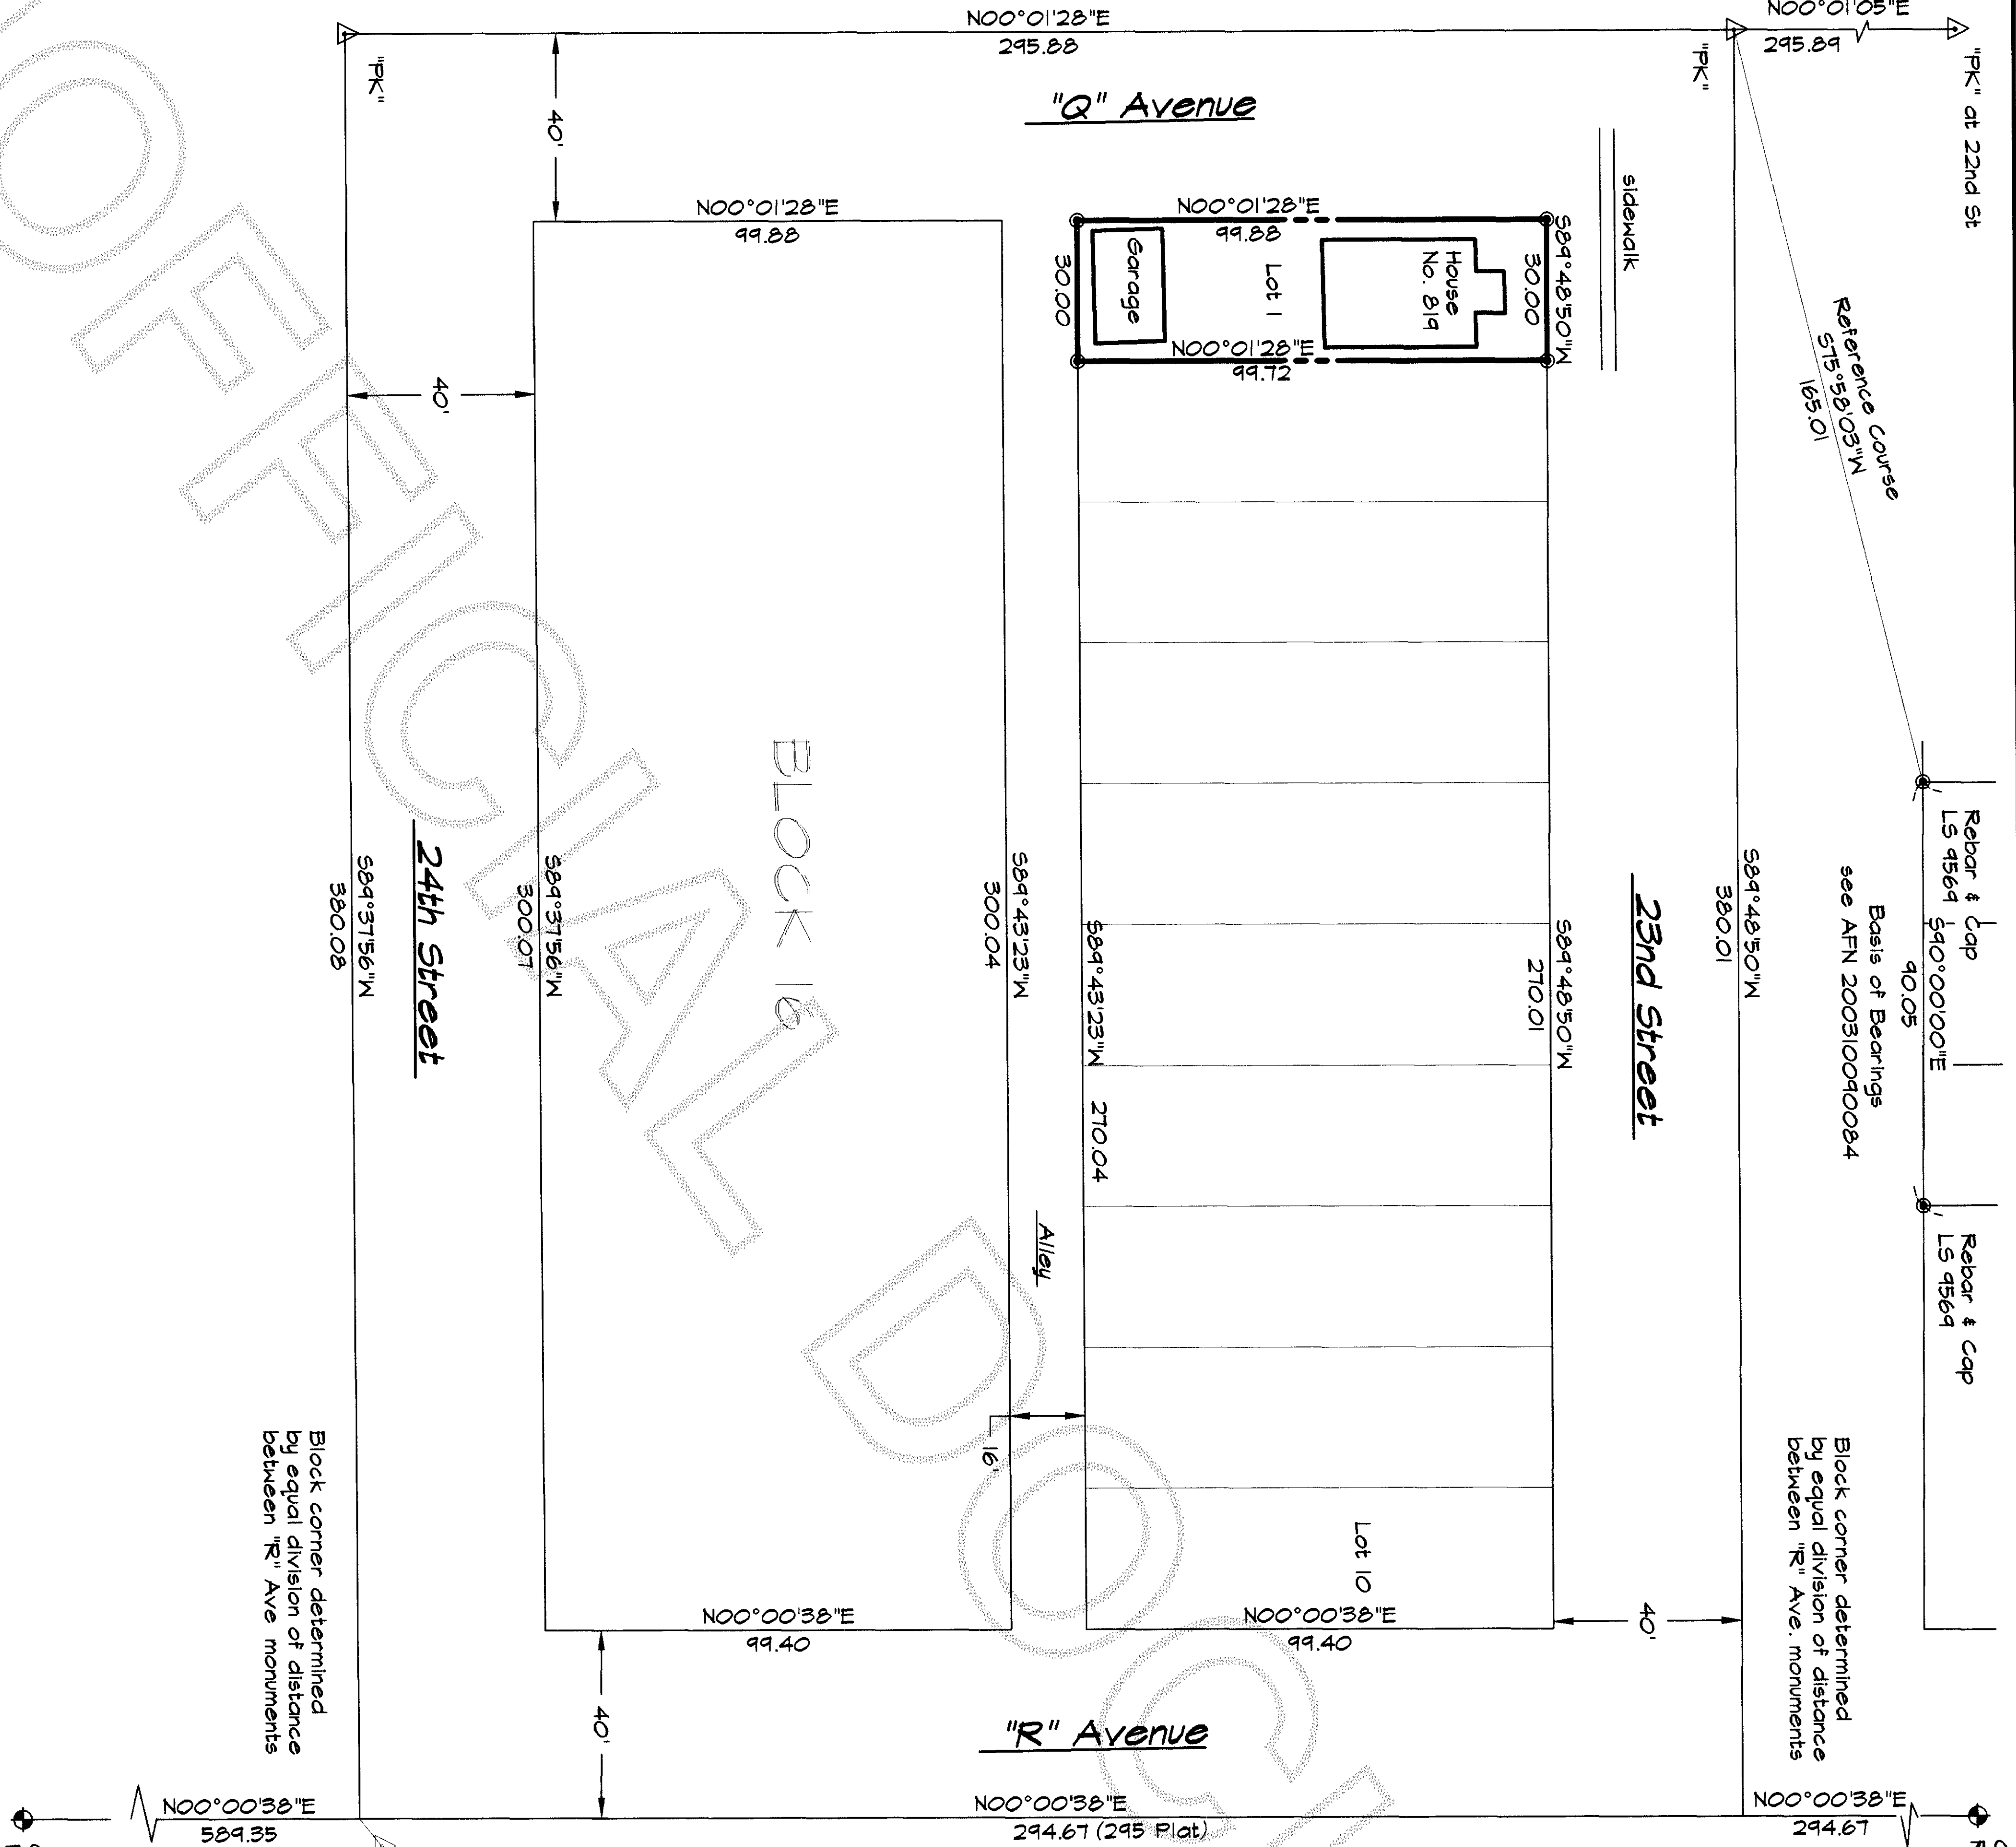 N00°01'28"E
295.88
N00°01'05"E
295.89
"PK" at 22nd St
"PK"
"PK"
"Q" Avenue
40'
sidewalk
Reference Course
S75°58'03"W
165.01
N00°01'28"E
99.88
N00°01'28"E
99.88
S89°48'50"W
30.00
House
No. 819
Lot 1
Garage
30.00
N00°01'28"E
99.72
40'
Rebar & Cap
LS 9569
S90°00'00"E
90.05
Basis of Bearings
see AFN 200310090084
Rebar & Cap
LS 9569
S89°48'50"W
380.01
23rd Street
S89°48'50"W
270.01
S89°43'23"W
270.04
S89°43'23"W
300.04
BLOCK 16
S89°37'56"W
300.07
24th Street
S89°37'56"W
380.08
Alley
16'
Lot 10
40'
N00°00'38"E
99.40
N00°00'38"E
99.40
40'
Block corner determined
by equal division of distance
between "R" Ave. monuments
Block corner determined
by equal division of distance
between "R" Ave monuments
"R" Avenue
N00°00'38"E
589.35
N00°00'38"E
294.67 (295 Plat)
N00°00'38"E
294.67
OFFICIAL DOC